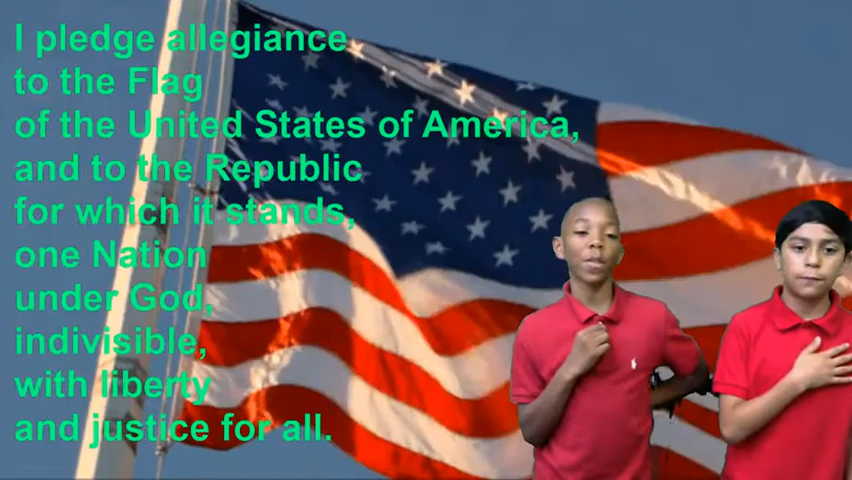 I pledge allegiance
to the Flag
of the United States of America,
and to the Republic
for which it stands,
one Nation
under God,
indivisible,
with liberty
and justice for all.